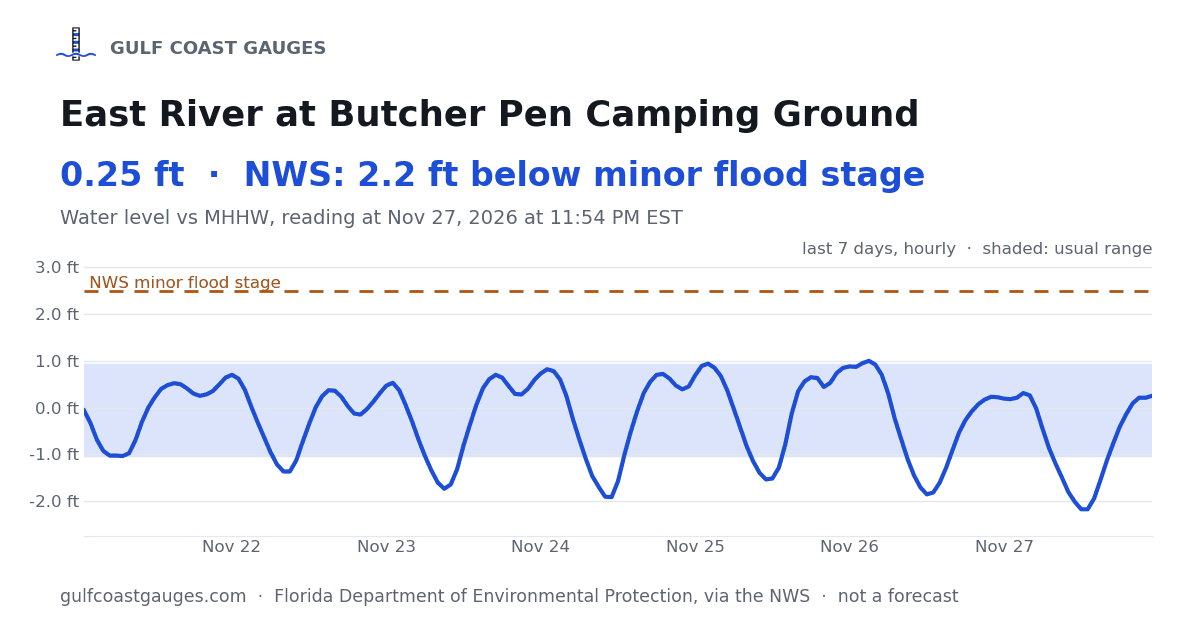 GULF COAST GAUGES
East River at Butcher Pen Camping Ground
0.25 ft · NWS: 2.2 ft below minor flood stage
Water level vs MHHW, reading at Nov 27, 2026 at 11:54 PM EST
last 7 days, hourly · shaded: usual range
3.0 ft
NWS minor flood stage
2.0 ft
1.0 ft
0.0 ft
-1.0 ft
-2.0 ft
Nov 22 Nov 23 Nov 24 Nov 25 Nov 26 Nov 27
gulfcoastgauges.com · Florida Department of Environmental Protection, via the NWS · not a forecast